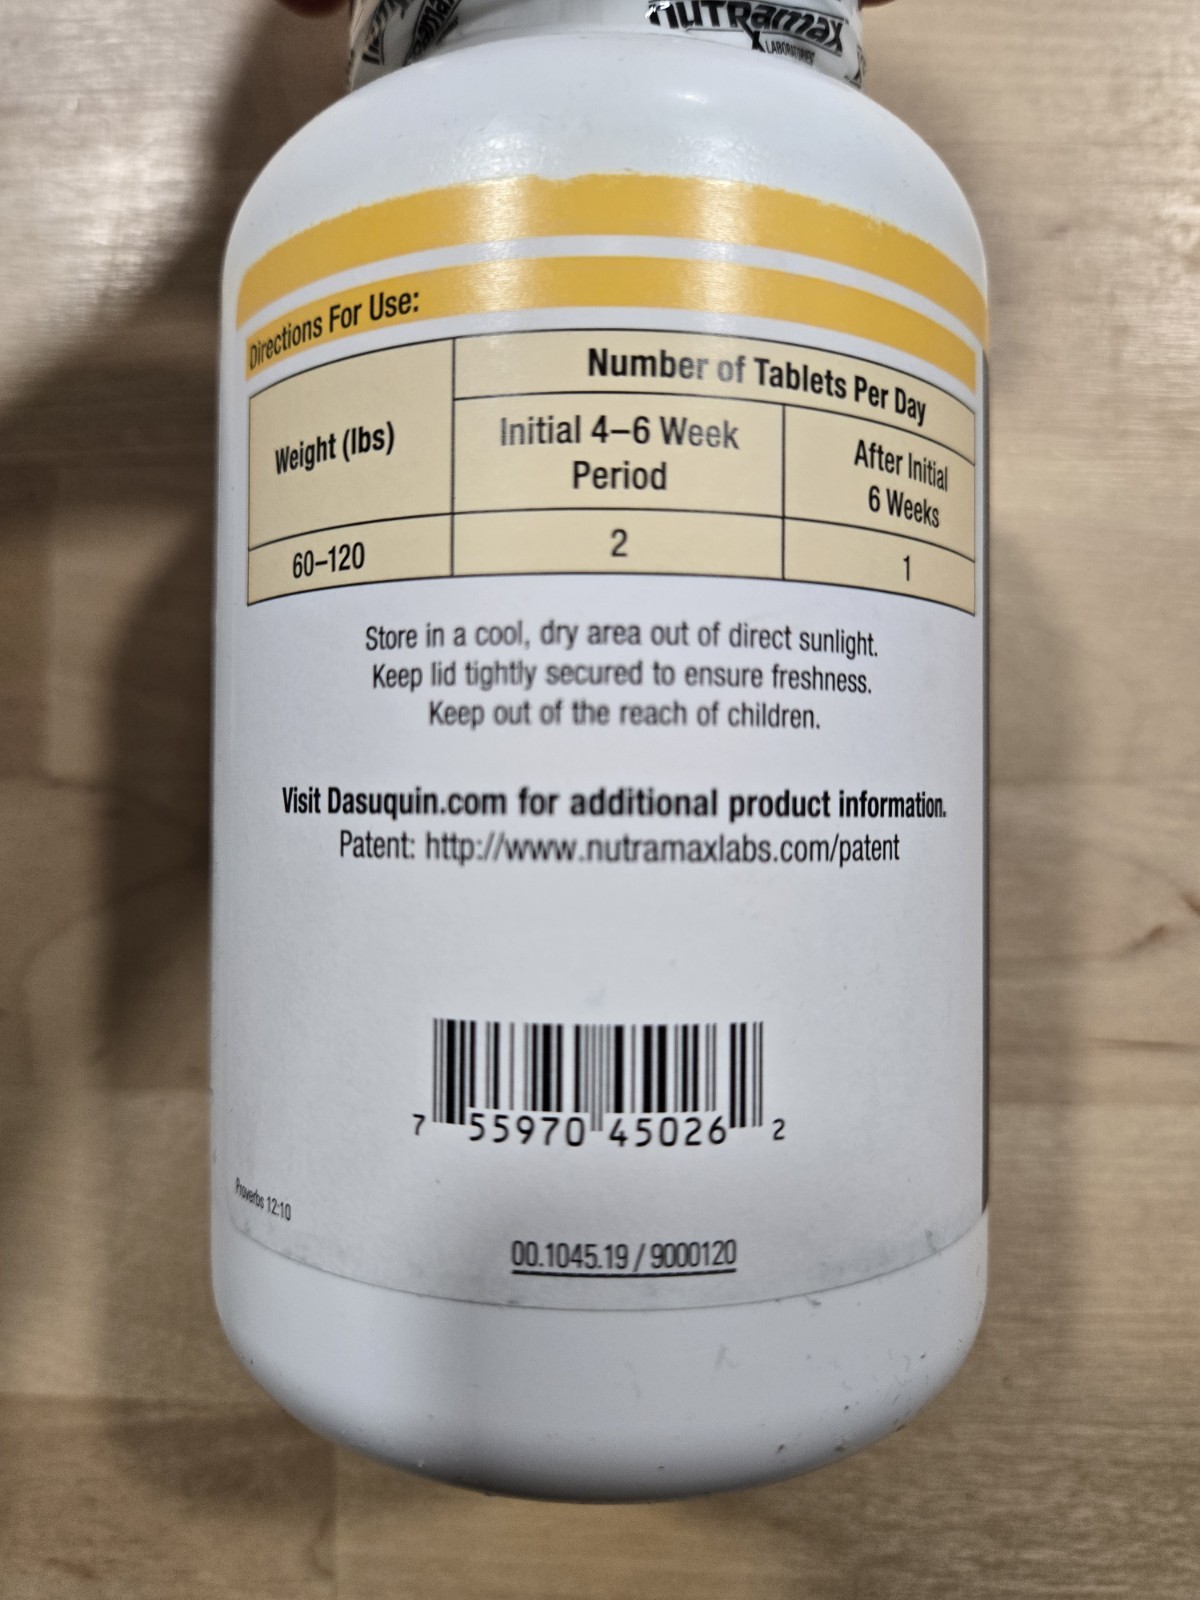 nutramax
LABORATORIES
Directions For Use:
Weight (lbs)
Number of Tablets Per Day
Initial 4–6 Week
Period
After Initial
6 Weeks
60–120
2
1
Store in a cool, dry area out of direct sunlight.
Keep lid tightly secured to ensure freshness.
Keep out of the reach of children.
Visit Dasuquin.com for additional product information.
Patent: http://www.nutramaxlabs.com/patent
7 55970 45026 2
Proverbs 12:10
00.1045.19 / 9000120